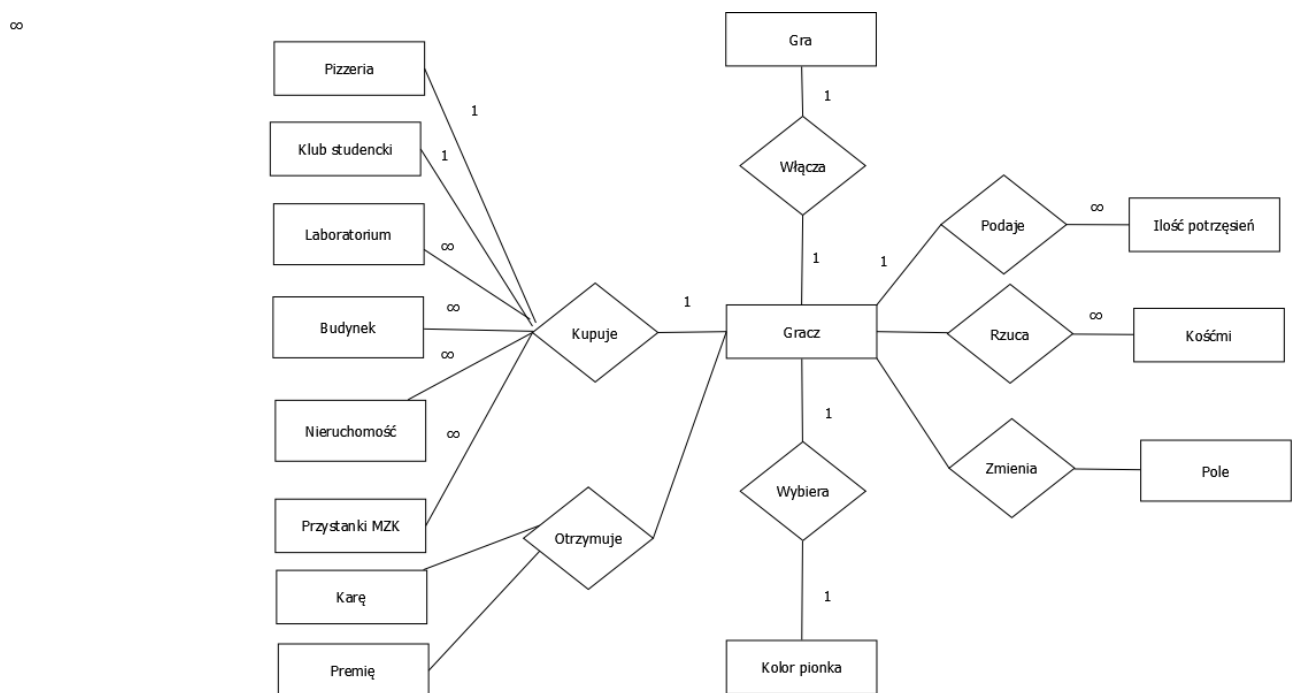 ∞
Gra
Pizzeria
1
1
Klub studencki
1
Włącza
Laboratorium
∞
Podaje
∞
Ilość potrzęsień
1
1
Budynek
∞
Kupuje
1
Gracz
Rzuca
∞
Kośćmi
∞
Nieruchomość
∞
1
Wybiera
Zmienia
Pole
Przystanki MZK
Otrzymuje
Karę
1
Premię
Kolor pionka